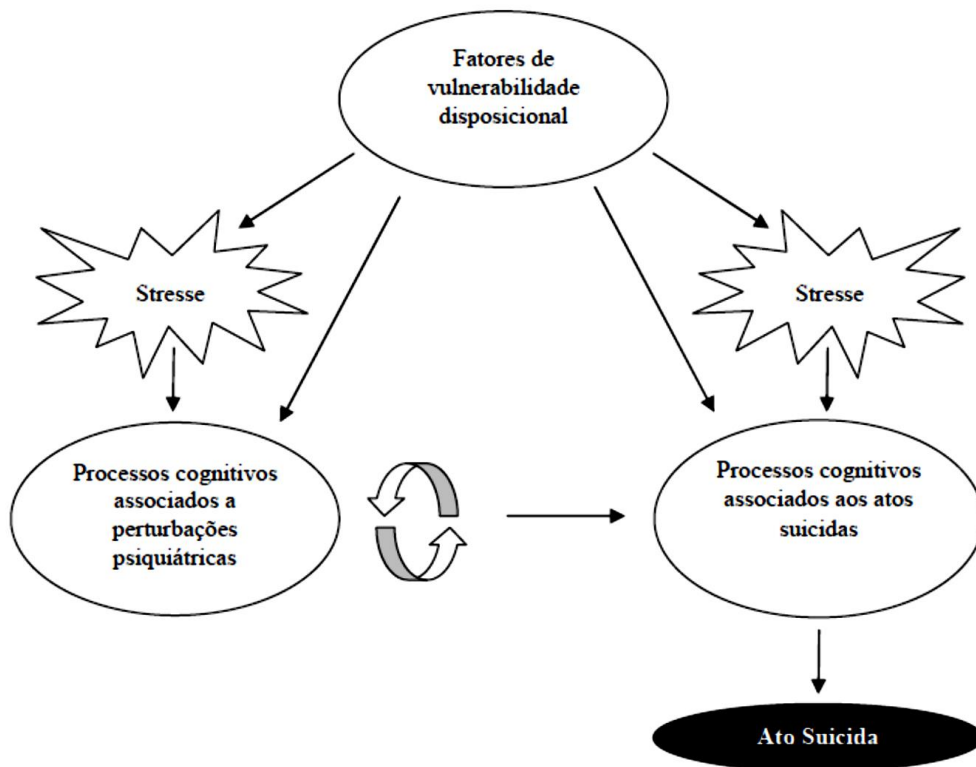 Fatores de
vulnerabilidade
disposicional
Stresse
Stresse
Processos cognitivos
associados a
perturbações
psiquiátricas
Processos cognitivos
associados aos atos
suicidas
Ato Suicida